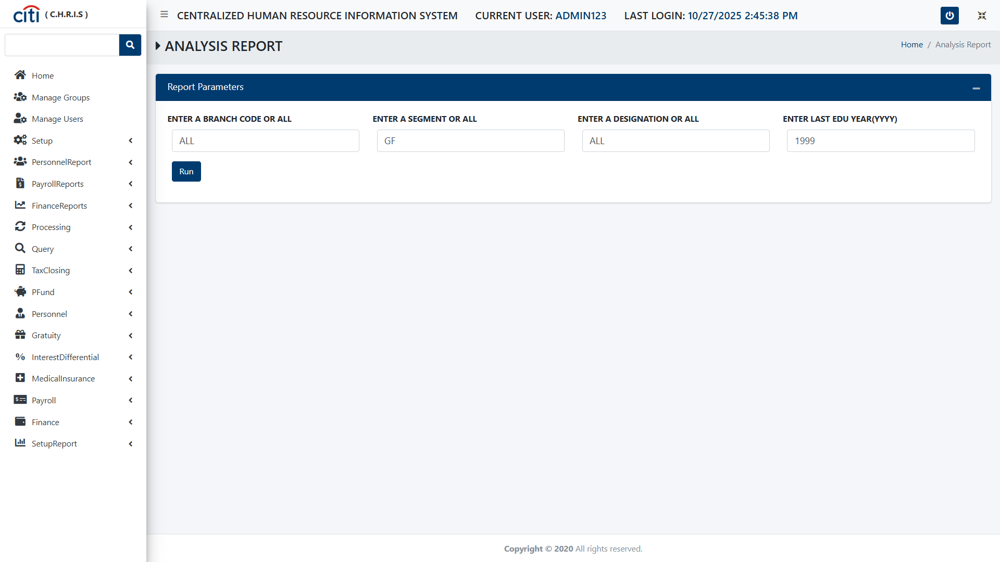 citi ( C.H.R.I.S )
CENTRALIZED HUMAN RESOURCE INFORMATION SYSTEM CURRENT USER: ADMIN123 LAST LOGIN: 10/27/2025 2:45:38 PM
Home
Manage Groups
Manage Users
Setup
PersonnelReport
PayrollReports
FinanceReports
Processing
Query
TaxClosing
PFund
Personnel
Gratuity
InterestDifferential
MedicalInsurance
Payroll
Finance
SetupReport
ANALYSIS REPORT
Home / Analysis Report
Report Parameters
ENTER A BRANCH CODE OR ALL
ALL
ENTER A SEGMENT OR ALL
GF
ENTER A DESIGNATION OR ALL
ALL
ENTER LAST EDU YEAR(YYYY)
1999
Run
Copyright © 2020 All rights reserved.